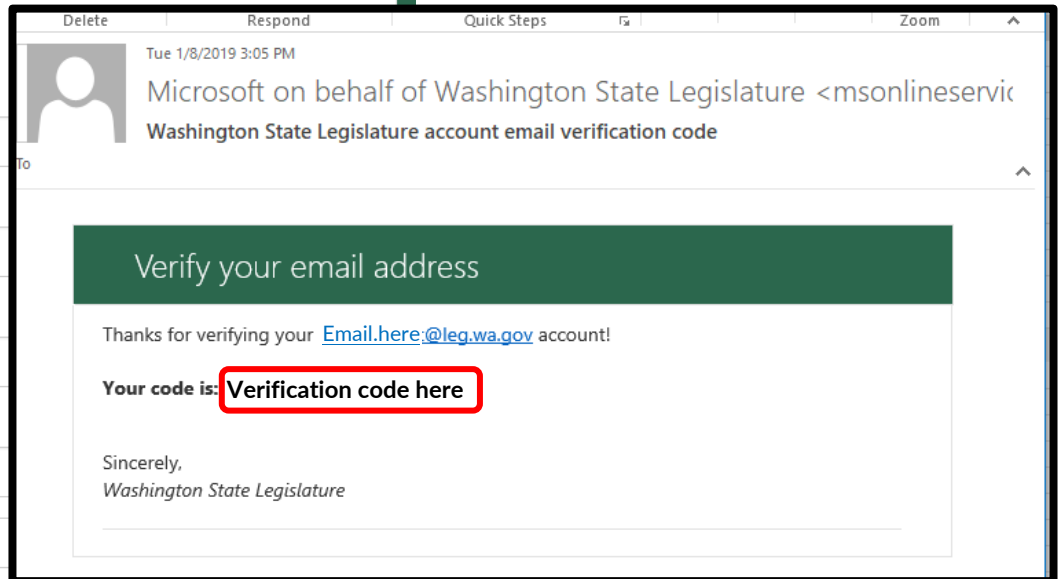 Delete Respond Quick Steps Zoom
Tue 1/8/2019 3:05 PM
Microsoft on behalf of Washington State Legislature <msonlineservic
Washington State Legislature account email verification code
To
Verify your email address
Thanks for verifying your Email.here:@leg.wa.gov account!
Your code is: Verification code here
Sincerely,
Washington State Legislature